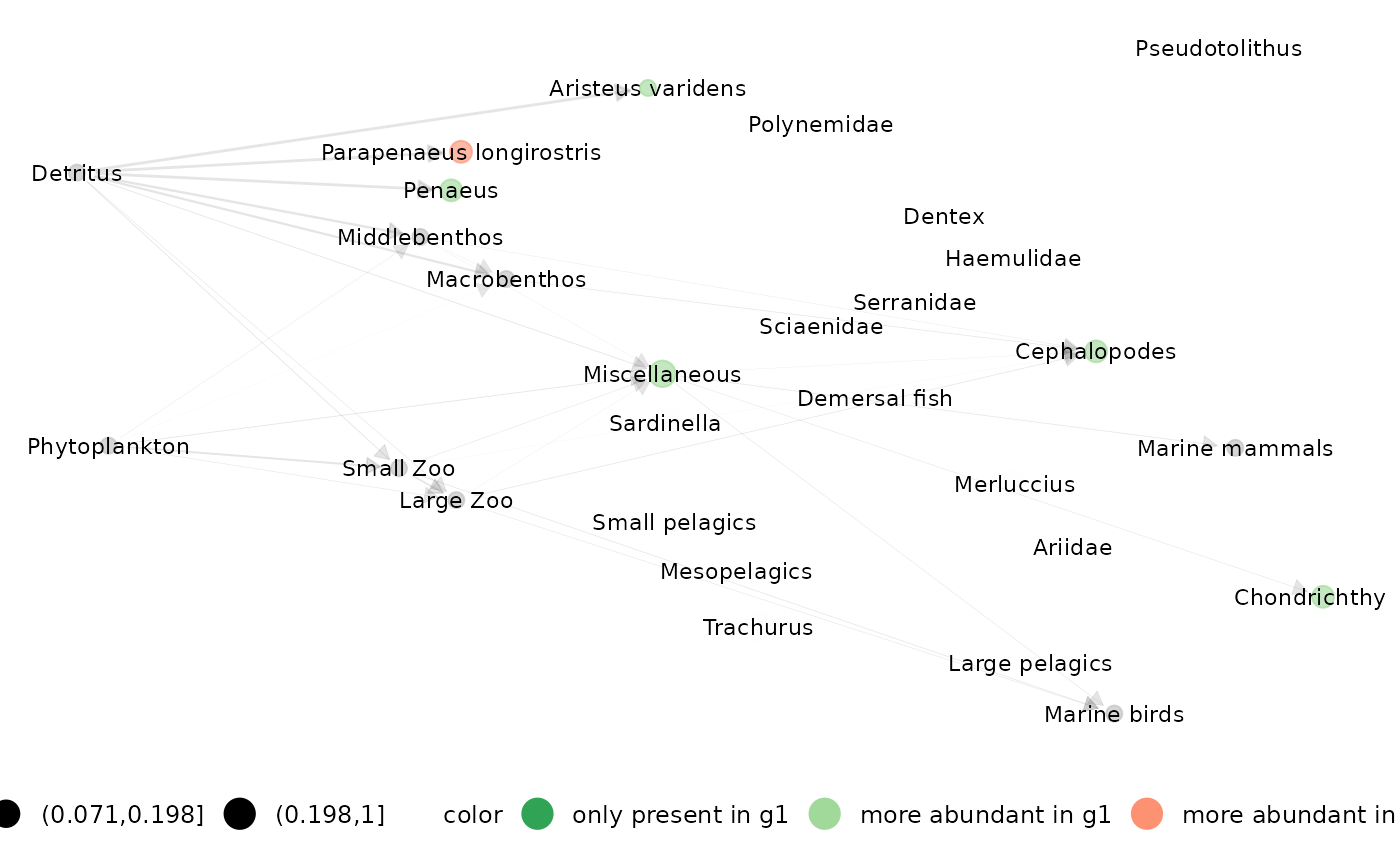 Pseudotolithus
Aristeus varidens
Polynemidae
Parapenaeus longirostris
Detritus
Penaeus
Dentex
Middlebenthos
Haemulidae
Macrobenthos
Serranidae
Sciaenidae
Cephalopodes
Miscellaneous
Demersal fish
Sardinella
Phytoplankton
Marine mammals
Small Zoo
Merluccius
Large Zoo
Small pelagics
Ariidae
Mesopelagics
Chondrichthy
Trachurus
Large pelagics
Marine birds
(0.071,0.198] (0.198,1] color only present in g1 more abundant in g1 more abundant in